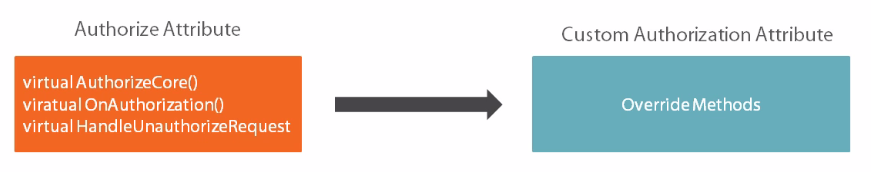 Authorize Attribute
Custom Authorization Attribute
virtual AuthorizeCore()
viratual OnAuthorization()
virtual HandleUnauthorizeRequest
Override Methods